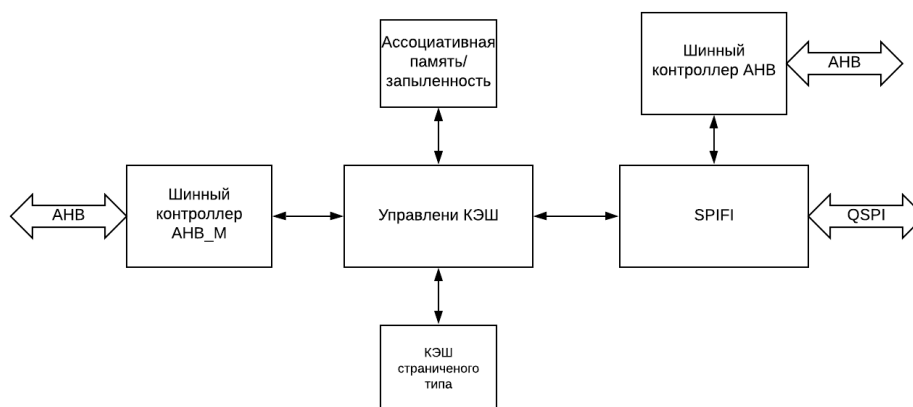 Ассоциативная
память/
запыленность
Шинный
контроллер AHB
AHB
AHB
Шинный
контроллер
AHB_M
Управлени КЭШ
SPIFI
QSPI
КЭШ
страниченого
типа